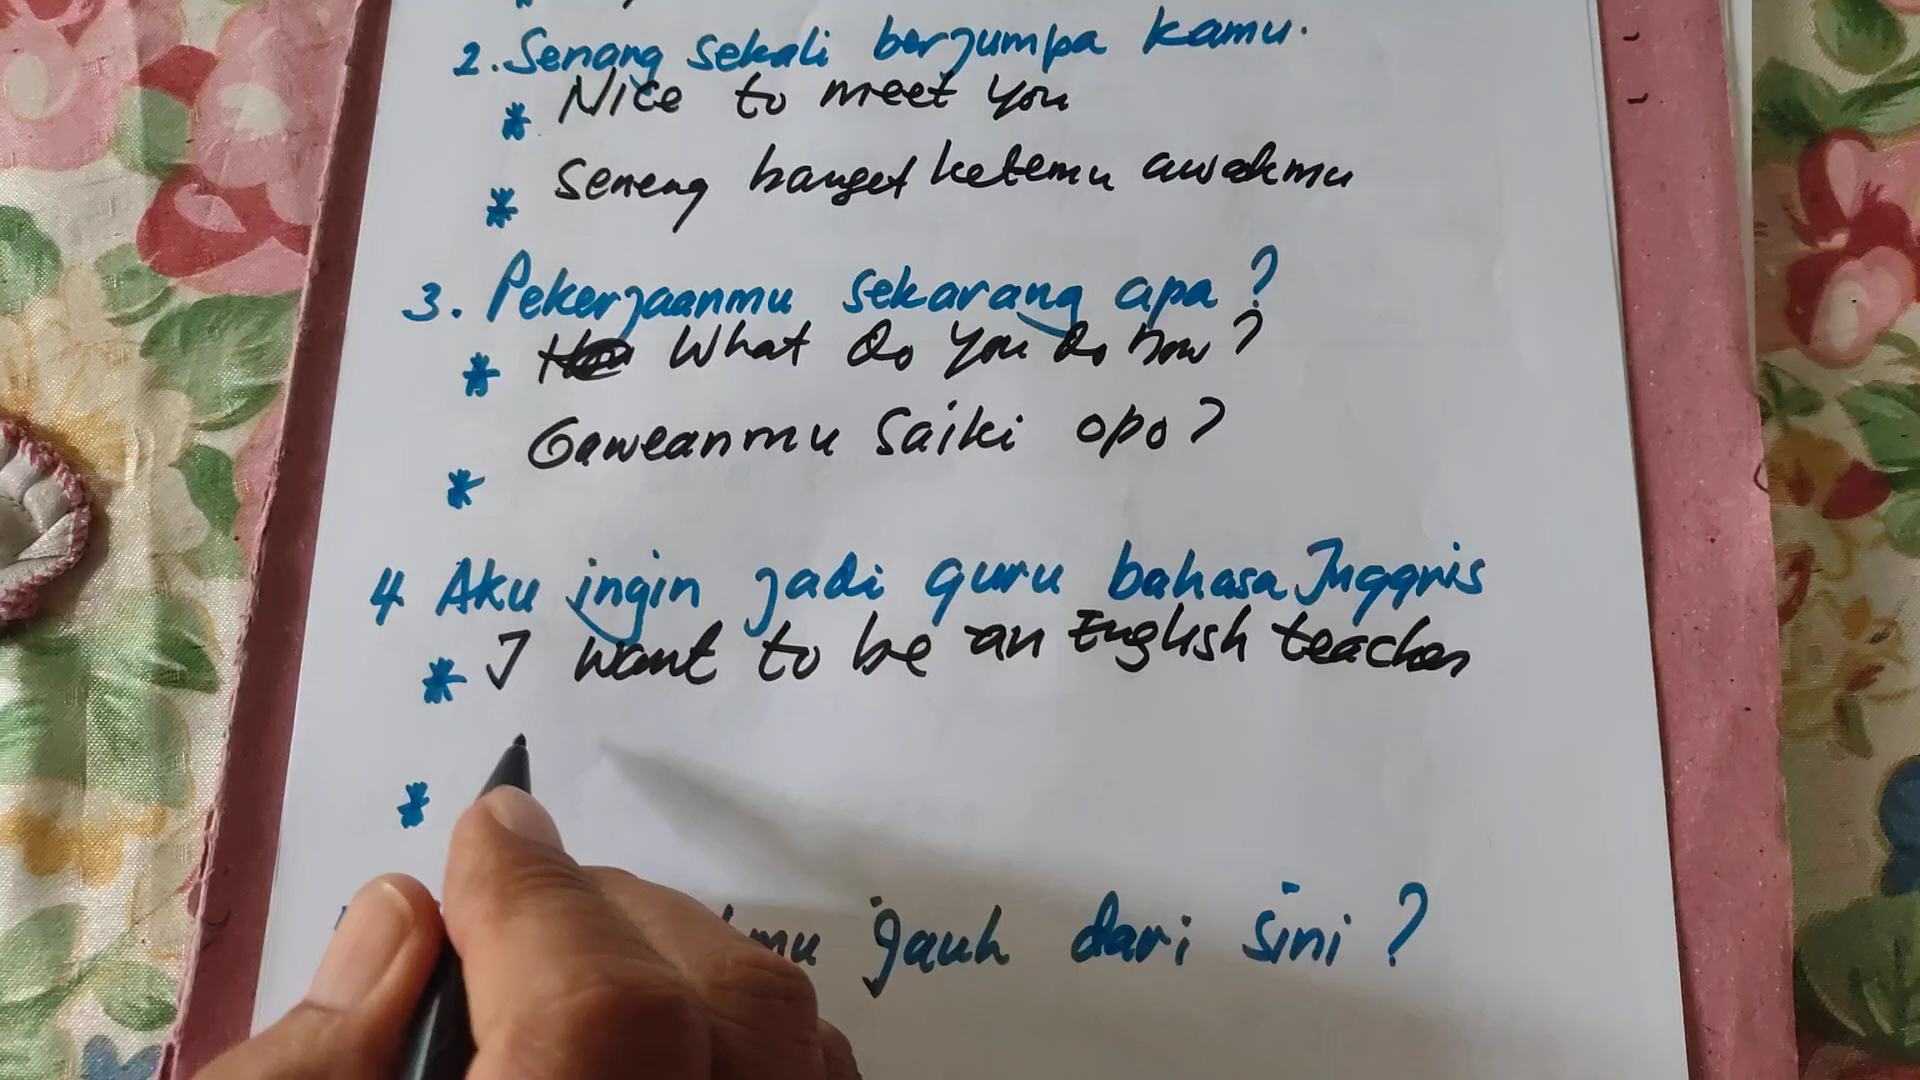 2. Senang sekali berjumpa kamu.
* Nice to meet you
* Seneng banget ketemu awakmu
3. Pekerjaanmu sekarang apa?
* What do you do now?
* Gaweanmu saiki opo?
4 Aku ingin jadi guru bahasa Inggris
* I want to be an English teacher
*
jauh dari sini?